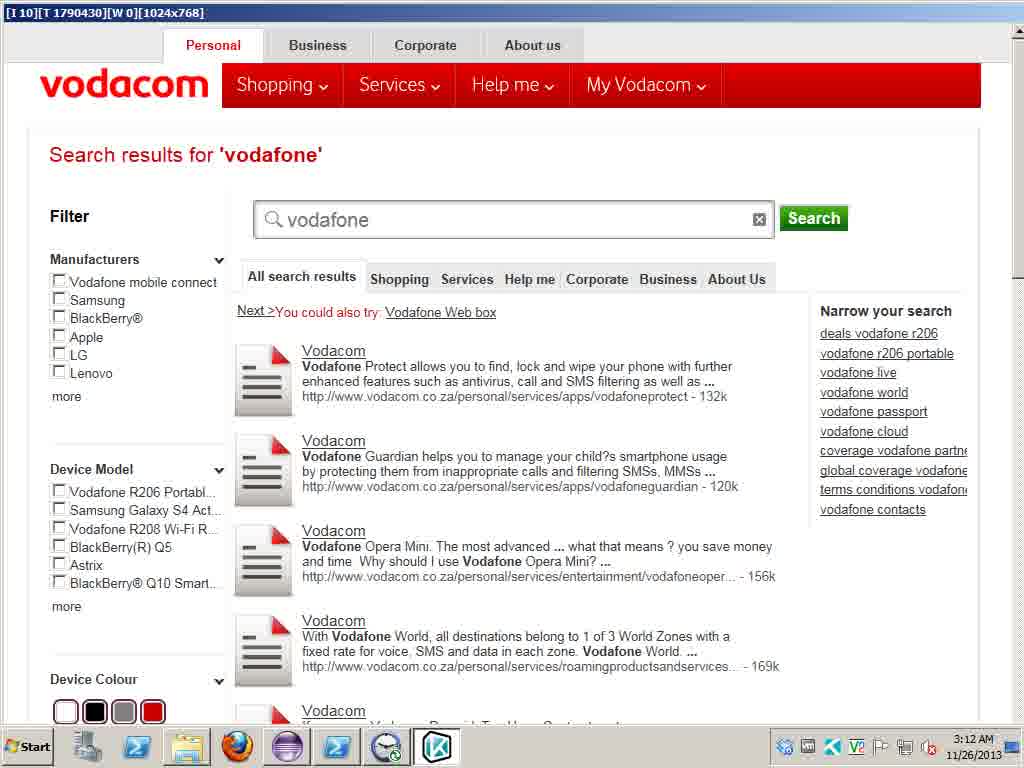 [I 10][T 1790430][W 0][1024x768]
Personal Business Corporate About us
vodacom Shopping Services Help me My Vodacom
Search results for 'vodafone'
Filter
vodafone Search
Manufacturers
Vodafone mobile connect
Samsung
BlackBerry®
Apple
LG
Lenovo
more
Device Model
Vodafone R206 Portabl...
Samsung Galaxy S4 Act...
Vodafone R208 Wi-Fi R...
BlackBerry(R) Q5
Astrix
BlackBerry® Q10 Smart...
more
Device Colour
All search results Shopping Services Help me Corporate Business About Us
Next >You could also try: Vodafone Web box
Vodacom
Vodafone Protect allows you to find, lock and wipe your phone with further
enhanced features such as antivirus, call and SMS filtering as well as ...
http://www.vodacom.co.za/personal/services/apps/vodafoneprotect - 132k
Vodacom
Vodafone Guardian helps you to manage your child?s smartphone usage
by protecting them from inappropriate calls and filtering SMSs, MMSs ...
http://www.vodacom.co.za/personal/services/apps/vodafoneguardian - 120k
Vodacom
Vodafone Opera Mini. The most advanced ... what that means ? you save money
and time Why should I use Vodafone Opera Mini? ...
http://www.vodacom.co.za/personal/services/entertainment/vodafoneoper... - 156k
Vodacom
With Vodafone World, all destinations belong to 1 of 3 World Zones with a
fixed rate for voice, SMS and data in each zone. Vodafone World. ...
http://www.vodacom.co.za/personal/services/roamingproductsandservices... - 169k
Vodacom
Narrow your search
deals vodafone r206
vodafone r206 portable
vodafone live
vodafone world
vodafone passport
vodafone cloud
coverage vodafone partne
global coverage vodafone
terms conditions vodafone
vodafone contacts
Start
3:12 AM
11/26/2013